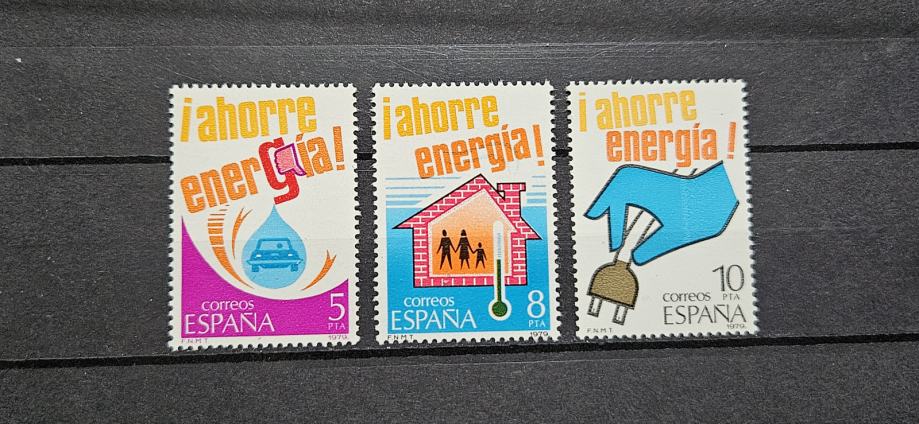 ¡ahorre
energía!
correos
ESPAÑA
5
PTA
F.N.M.T.
1979
¡ahorre
energía!
correos
ESPAÑA
8
PTA
F.N.M.T.
1979
¡ahorre
energía!
10
correos PTA
ESPAÑA
F.N.M.T.
1979